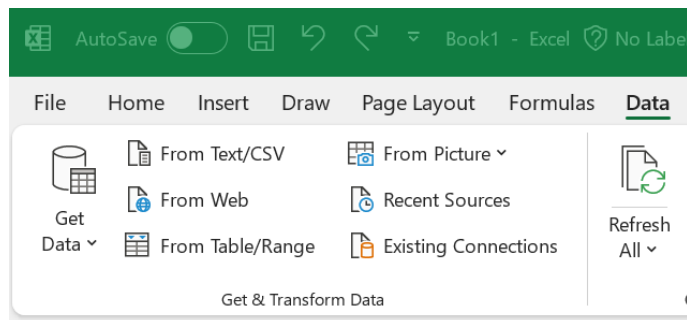 AutoSave Book1 - Excel No Labe
File Home Insert Draw Page Layout Formulas Data
Get Data
From Text/CSV
From Web
From Table/Range
From Picture
Recent Sources
Existing Connections
Refresh All
Get & Transform Data